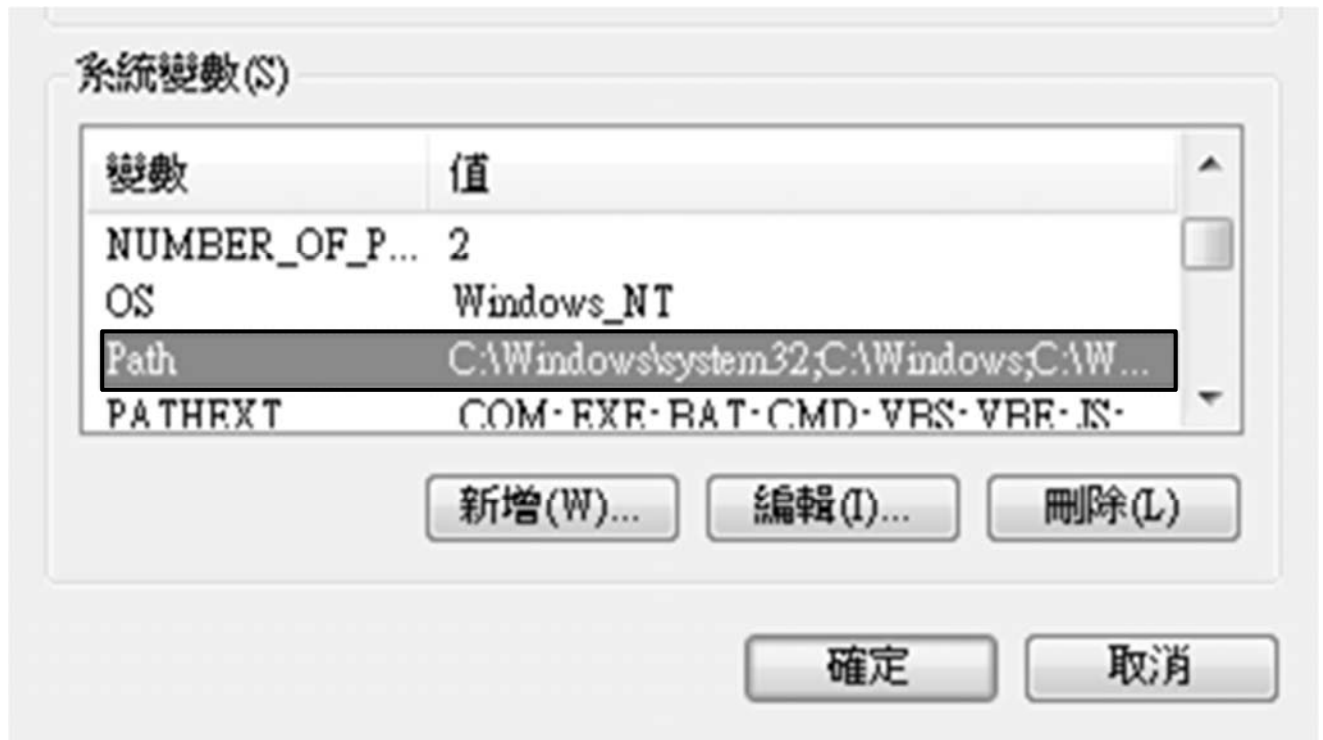 系統變數(S)
變數 值
NUMBER_OF_P... 2
OS Windows_NT
Path C:\Windows\system32;C:\Windows;C:\W...
PATHEXT .COM;.EXE;.BAT;.CMD;.VBS;.VBE;.JS;
新增(W)... 編輯(I)... 刪除(L)
確定 取消